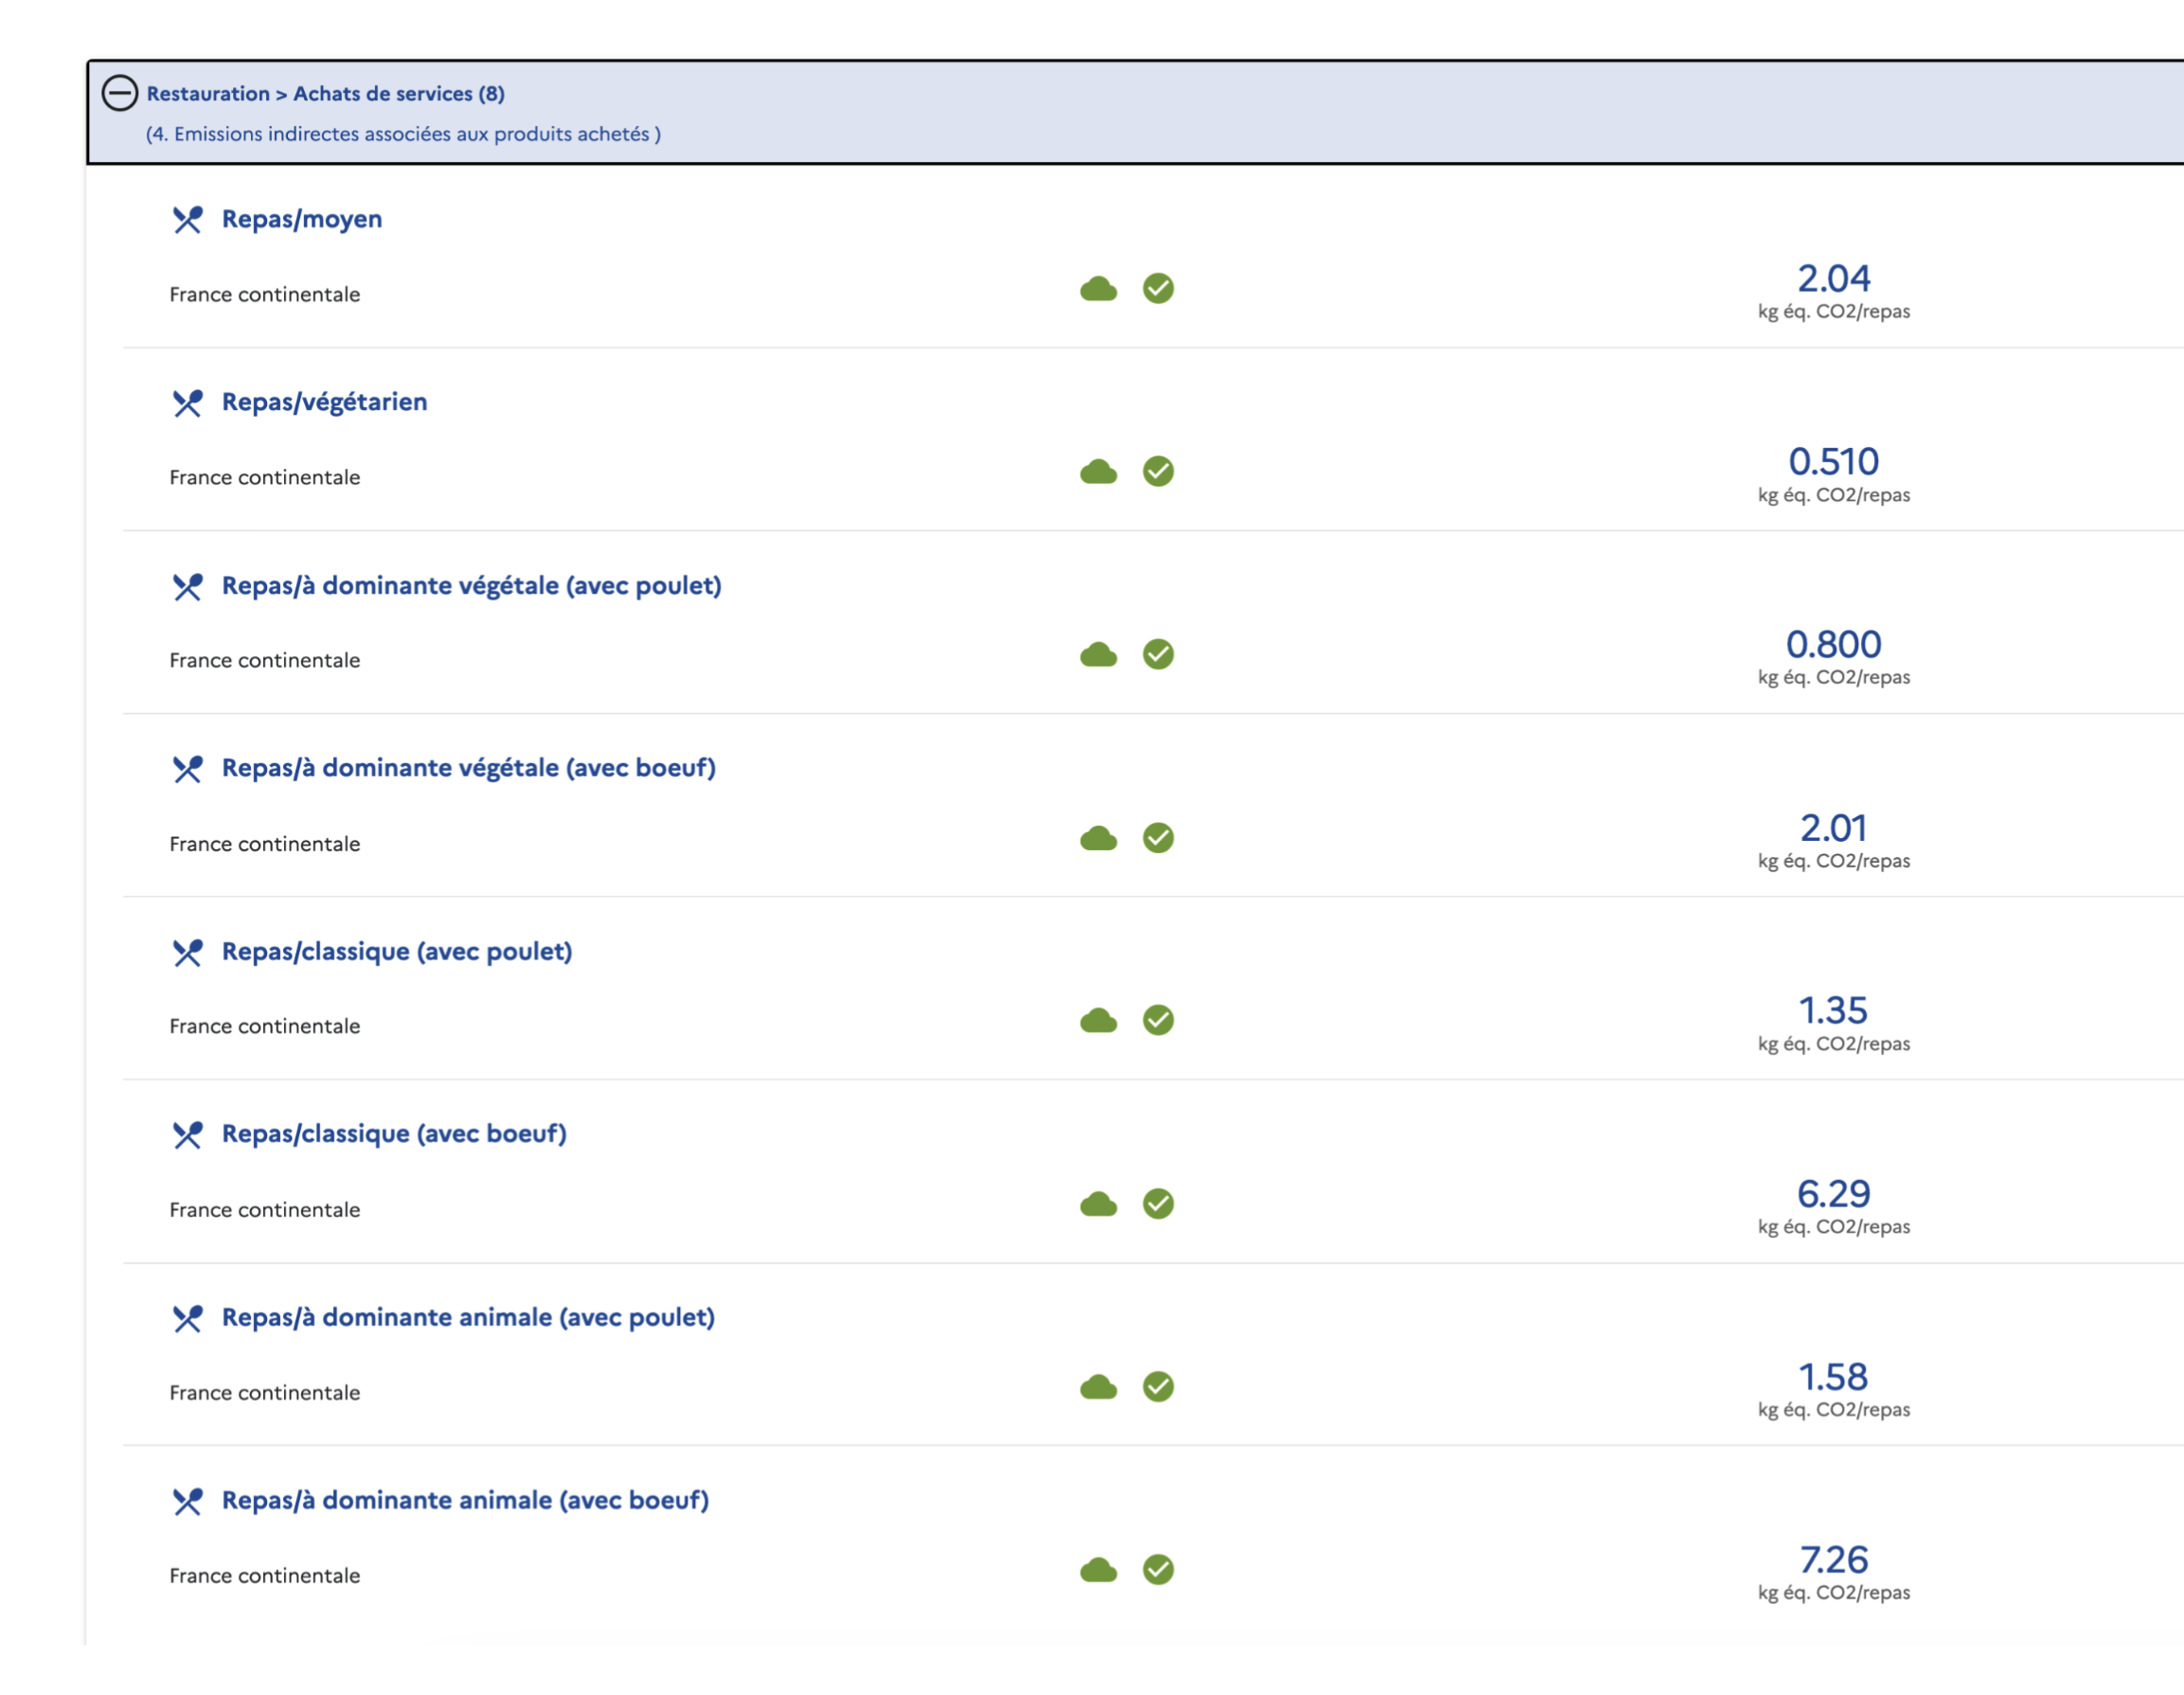 Restauration > Achats de services (8)
(4. Emissions indirectes associées aux produits achetés )
Repas/moyen
France continentale
2.04
kg éq. CO2/repas
Repas/végétarien
France continentale
0.510
kg éq. CO2/repas
Repas/à dominante végétale (avec poulet)
France continentale
0.800
kg éq. CO2/repas
Repas/à dominante végétale (avec boeuf)
France continentale
2.01
kg éq. CO2/repas
Repas/classique (avec poulet)
France continentale
1.35
kg éq. CO2/repas
Repas/classique (avec boeuf)
France continentale
6.29
kg éq. CO2/repas
Repas/à dominante animale (avec poulet)
France continentale
1.58
kg éq. CO2/repas
Repas/à dominante animale (avec boeuf)
France continentale
7.26
kg éq. CO2/repas